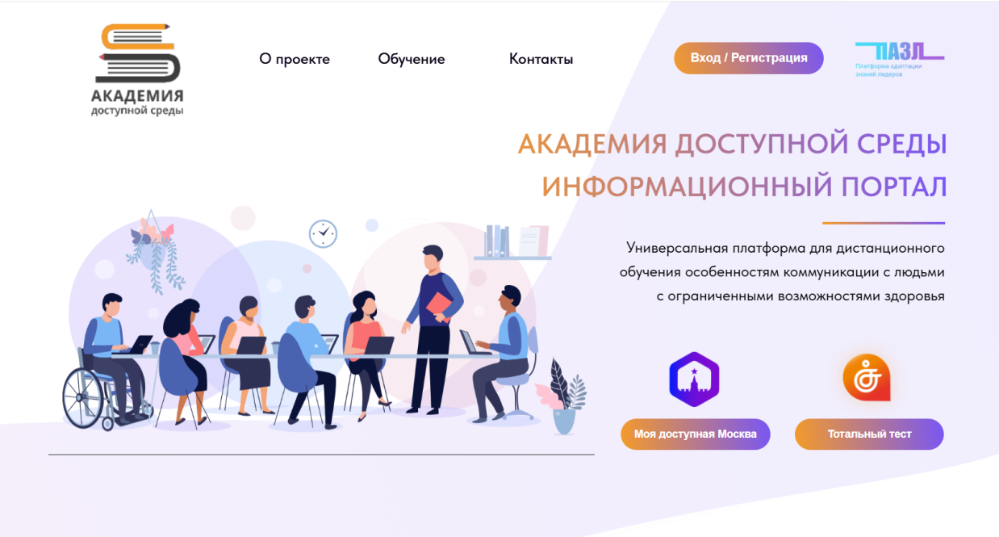 АКАДЕМИЯ
доступной среды
О проекте
Обучение
Контакты
Вход / Регистрация
ПАЗЛ
Платформа адаптации
знаний лидеров
АКАДЕМИЯ ДОСТУПНОЙ СРЕДЫ
ИНФОРМАЦИОННЫЙ ПОРТАЛ
Универсальная платформа для дистанционного
обучения особенностям коммуникации с людьми
с ограниченными возможностями здоровья
Моя доступная Москва
Тотальный тест